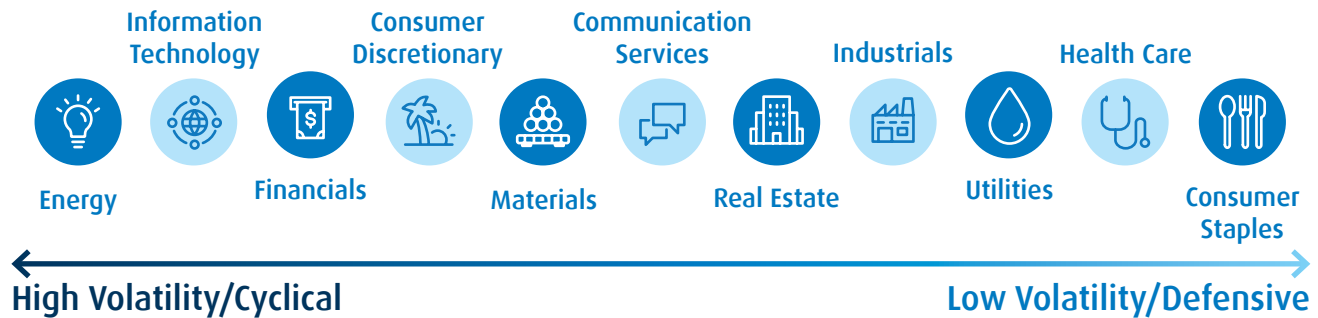 Information
Technology
Consumer
Discretionary
Communication
Services
Industrials
Health Care
$
Energy
Financials
Materials
Real Estate
Utilities
Consumer
Staples
High Volatility/Cyclical
Low Volatility/Defensive